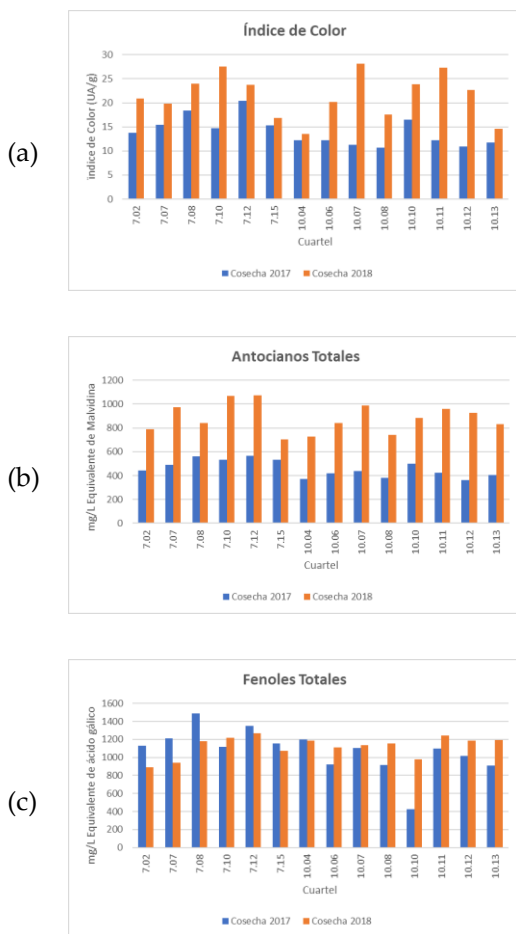 Índice de Color
30
25
20
15
10
5
0
índice de Color (UA/g)
7.02 7.07 7.08 7.10 7.12 7.15 10.04 10.06 10.07 10.08 10.10 10.11 10.12 10.13
Cuartel
Cosecha 2017 Cosecha 2018
(a)
Antocianos Totales
1200
1000
800
600
400
200
0
mg/L Equivalente de Malvidina
7.02 7.07 7.08 7.10 7.12 7.15 10.04 10.06 10.07 10.08 10.10 10.11 10.12 10.13
Cuartel
Cosecha 2017 Cosecha 2018
(b)
Fenoles Totales
1600
1400
1200
1000
800
600
400
200
0
mg/L Equivalente de ácido gálico
7.02 7.07 7.08 7.10 7.12 7.15 10.04 10.06 10.07 10.08 10.10 10.11 10.12 10.13
Cuartel
Cosecha 2017 Cosecha 2018
(c)